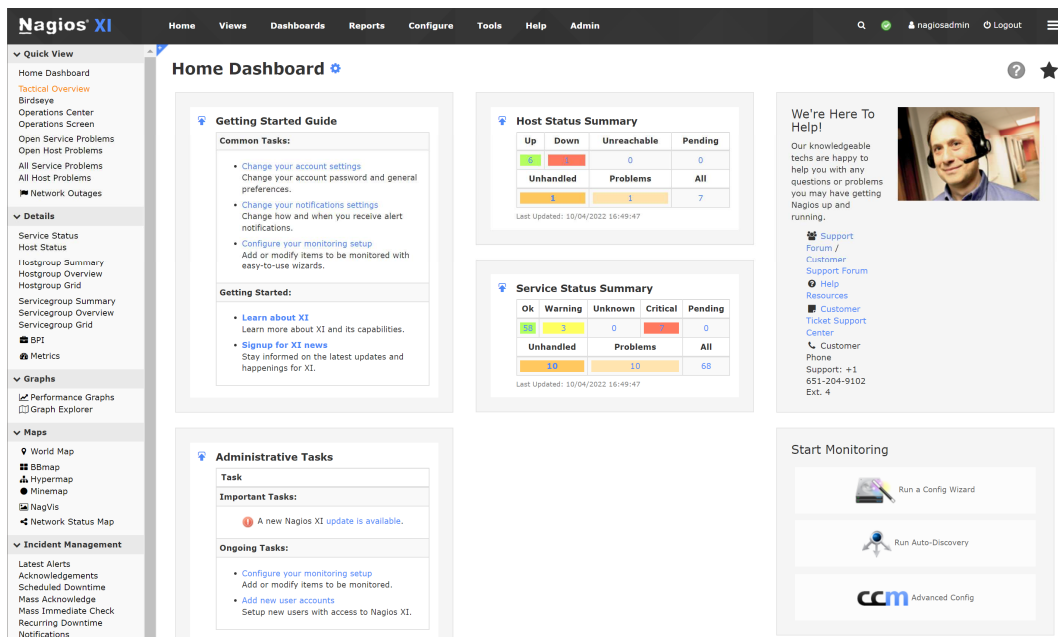 Nagios® XI
Home Views Dashboards Reports Configure Tools Help Admin
nagiosadmin Logout
Quick View
Home Dashboard
Tactical Overview
Birdseye
Operations Center
Operations Screen
Open Service Problems
Open Host Problems
All Service Problems
All Host Problems
Network Outages
Details
Service Status
Host Status
Hostgroup Summary
Hostgroup Overview
Hostgroup Grid
Servicegroup Summary
Servicegroup Overview
Servicegroup Grid
BPI
Metrics
Graphs
Performance Graphs
Graph Explorer
Maps
World Map
BBmap
Hypermap
Minemap
NagVis
Network Status Map
Incident Management
Latest Alerts
Acknowledgements
Scheduled Downtime
Mass Acknowledge
Mass Immediate Check
Recurring Downtime
Notifications
Home Dashboard
Getting Started Guide
Common Tasks:
Change your account settings
Change your account password and general
preferences.
Change your notifications settings
Change how and when you receive alert
notifications.
Configure your monitoring setup
Add or modify items to be monitored with
easy-to-use wizards.
Getting Started:
Learn about XI
Learn more about XI and its capabilities.
Signup for XI news
Stay informed on the latest updates and
happenings for XI.
Administrative Tasks
Task
Important Tasks:
A new Nagios XI update is available.
Ongoing Tasks:
Configure your monitoring setup
Add or modify items to be monitored.
Add new user accounts
Setup new users with access to Nagios XI.
Host Status Summary
Up Down Unreachable Pending
6 1 0 0
Unhandled Problems All
1 1 7
Last Updated: 10/04/2022 16:49:47
Service Status Summary
Ok Warning Unknown Critical Pending
58 3 0 7 0
Unhandled Problems All
10 10 68
Last Updated: 10/04/2022 16:49:47
We're Here To
Help!
Our knowledgeable
techs are happy to
help you with any
questions or problems
you may have getting
Nagios up and
running.
Support
Forum /
Customer
Support Forum
Help
Resources
Customer
Ticket Support
Center
Customer
Phone
Support: +1
651-204-9102
Ext. 4
Start Monitoring
Run a Config Wizard
Run Auto-Discovery
ccm Advanced Config